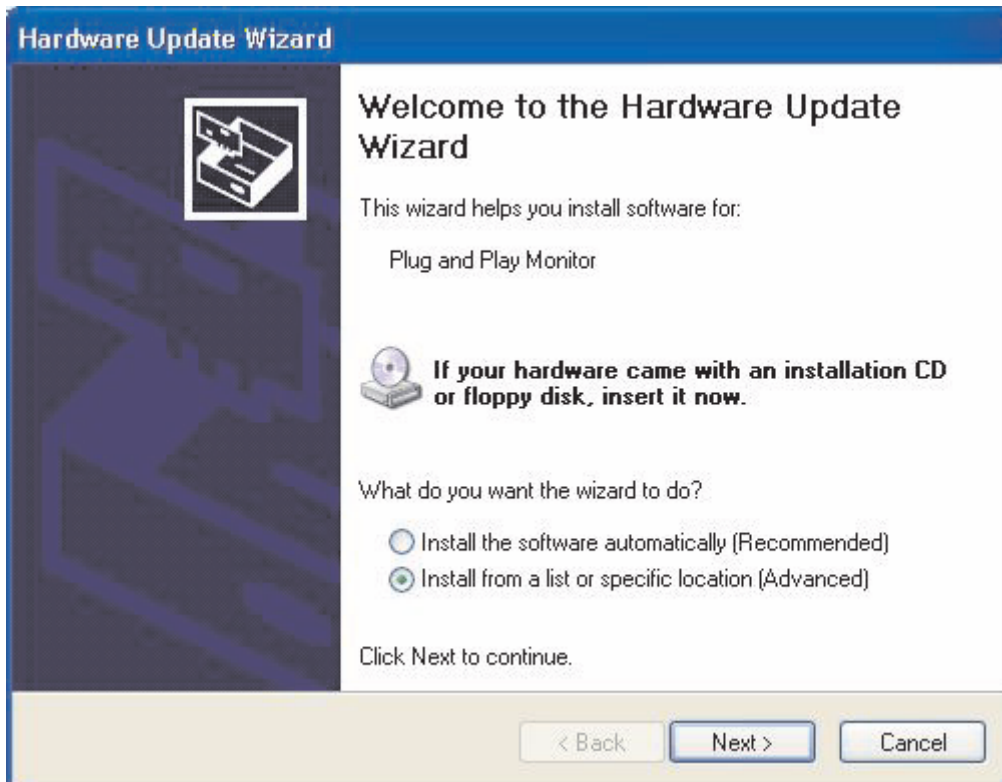 Hardware Update Wizard
Welcome to the Hardware Update
Wizard
This wizard helps you install software for:
Plug and Play Monitor
If your hardware came with an installation CD
or floppy disk, insert it now.
What do you want the wizard to do?
Install the software automatically (Recommended)
Install from a list or specific location (Advanced)
Click Next to continue.
< Back
Next >
Cancel